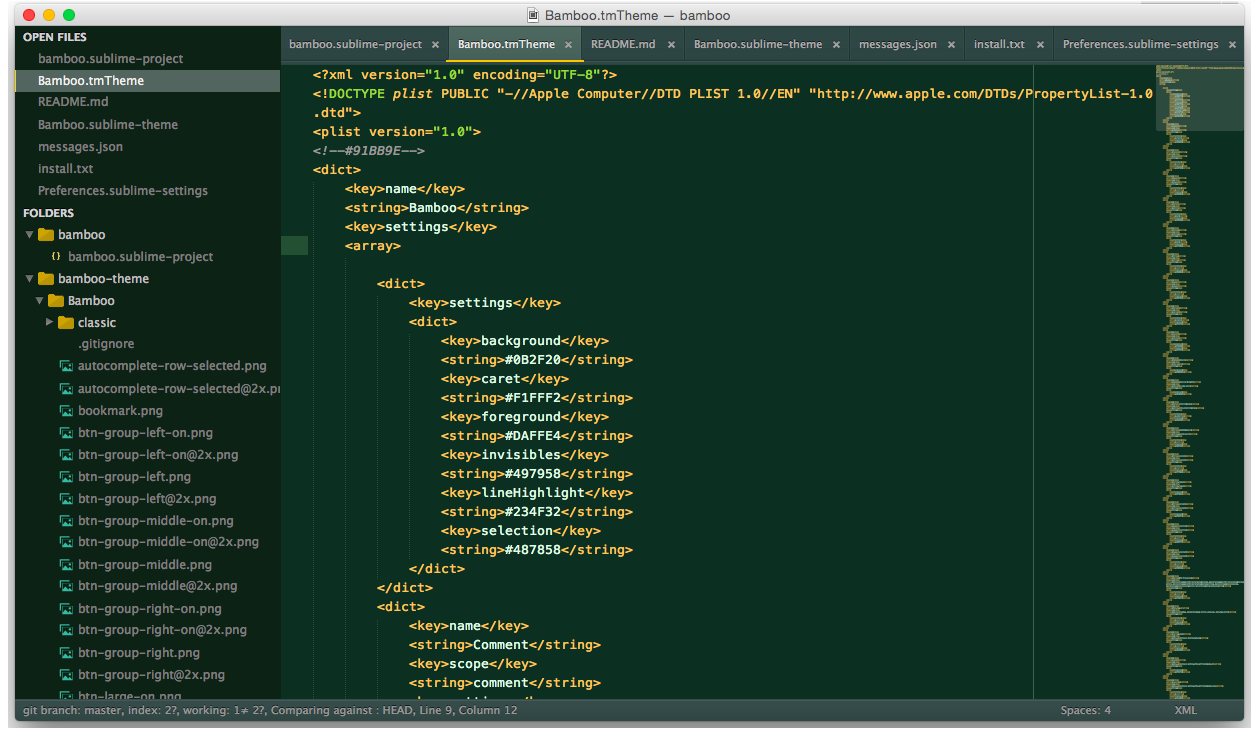 Bamboo.tmTheme — bamboo
OPEN FILES
bamboo.sublime-project
Bamboo.tmTheme
README.md
Bamboo.sublime-theme
messages.json
install.txt
Preferences.sublime-settings
FOLDERS
bamboo
{} bamboo.sublime-project
bamboo-theme
Bamboo
classic
.gitignore
autocomplete-row-selected.png
autocomplete-row-selected@2x.pr
bookmark.png
btn-group-left-on.png
btn-group-left-on@2x.png
btn-group-left.png
btn-group-left@2x.png
btn-group-middle-on.png
btn-group-middle-on@2x.png
btn-group-middle.png
btn-group-middle@2x.png
btn-group-right-on.png
btn-group-right-on@2x.png
btn-group-right.png
btn-group-right@2x.png
btn-large-on.png
bamboo.sublime-project × Bamboo.tmTheme × README.md × Bamboo.sublime-theme × messages.json × install.txt × Preferences.sublime-settings ×
<?xml version="1.0" encoding="UTF-8"?>
<!DOCTYPE plist PUBLIC "-//Apple Computer//DTD PLIST 1.0//EN" "http://www.apple.com/DTDs/PropertyList-1.0
.dtd">
<plist version="1.0">
<!--#91BB9E-->
<dict>
<key>name</key>
<string>Bamboo</string>
<key>settings</key>
<array>
<dict>
<key>settings</key>
<dict>
<key>background</key>
<string>#0B2F20</string>
<key>caret</key>
<string>#F1FFF2</string>
<key>foreground</key>
<string>#DAFFE4</string>
<key>invisibles</key>
<string>#497958</string>
<key>lineHighlight</key>
<string>#234F32</string>
<key>selection</key>
<string>#487858</string>
</dict>
</dict>
<dict>
<key>name</key>
<string>Comment</string>
<key>scope</key>
<string>comment</string>
git branch: master, index: 2?, working: 1≠ 2?, Comparing against : HEAD, Line 9, Column 12
Spaces: 4
XML